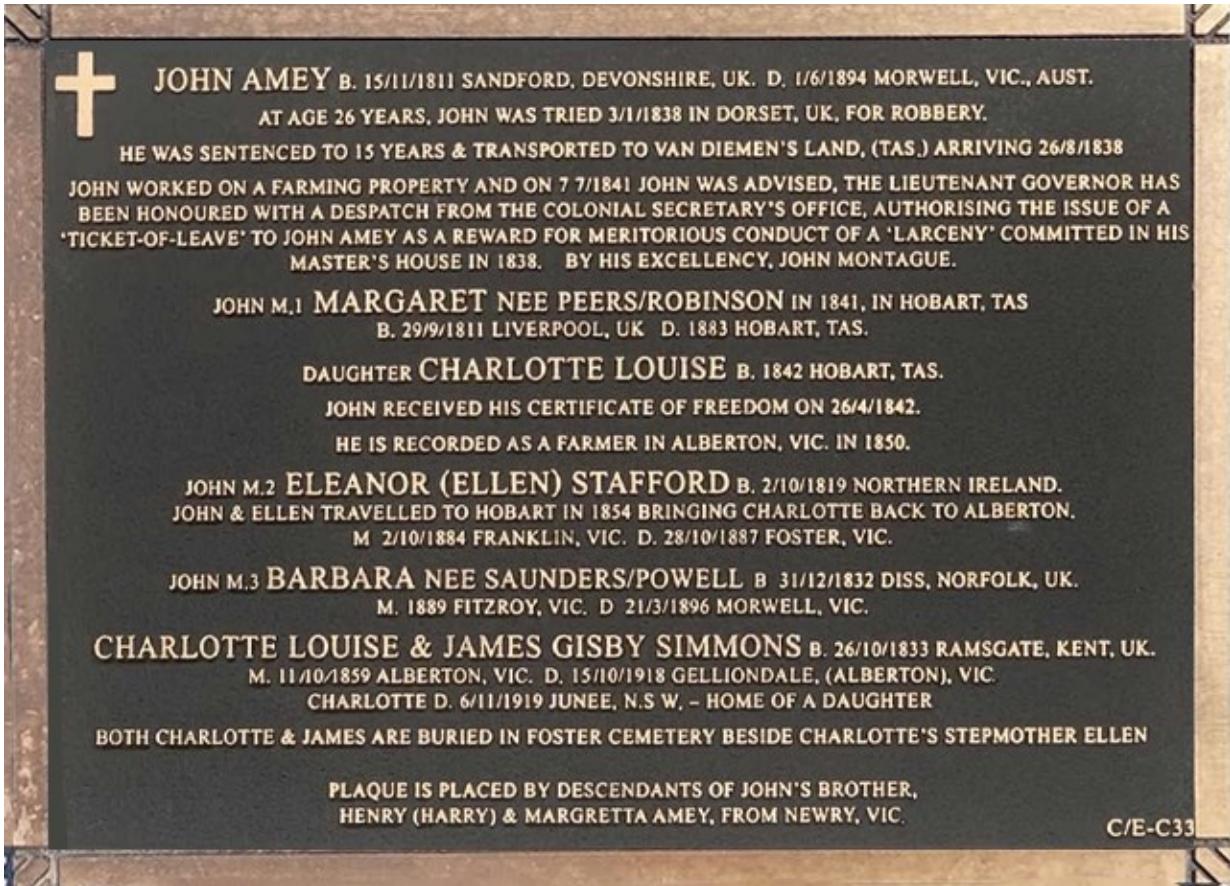 JOHN AMEY B. 15/11/1811 SANDFORD, DEVONSHIRE, UK. D. 1/6/1894 MORWELL, VIC., AUST.
AT AGE 26 YEARS, JOHN WAS TRIED 3/1/1838 IN DORSET, UK, FOR ROBBERY.
HE WAS SENTENCED TO 15 YEARS & TRANSPORTED TO VAN DIEMEN'S LAND, (TAS.) ARRIVING 26/8/1838
JOHN WORKED ON A FARMING PROPERTY AND ON 7 7/1841 JOHN WAS ADVISED, THE LIEUTENANT GOVERNOR HAS
BEEN HONOURED WITH A DESPATCH FROM THE COLONIAL SECRETARY'S OFFICE, AUTHORISING THE ISSUE OF A
'TICKET-OF-LEAVE' TO JOHN AMEY AS A REWARD FOR MERITORIOUS CONDUCT OF A 'LARCENY' COMMITTED IN HIS
MASTER'S HOUSE IN 1838. BY HIS EXCELLENCY, JOHN MONTAGUE.
JOHN M.1 MARGARET NEE PEERS/ROBINSON IN 1841, IN HOBART, TAS
B. 29/9/1811 LIVERPOOL, UK D. 1883 HOBART, TAS.
DAUGHTER CHARLOTTE LOUISE B. 1842 HOBART, TAS.
JOHN RECEIVED HIS CERTIFICATE OF FREEDOM ON 26/4/1842.
HE IS RECORDED AS A FARMER IN ALBERTON, VIC. IN 1850.
JOHN M.2 ELEANOR (ELLEN) STAFFORD B. 2/10/1819 NORTHERN IRELAND.
JOHN & ELLEN TRAVELLED TO HOBART IN 1854 BRINGING CHARLOTTE BACK TO ALBERTON.
M 2/10/1884 FRANKLIN, VIC. D. 28/10/1887 FOSTER, VIC.
JOHN M.3 BARBARA NEE SAUNDERS/POWELL B 31/12/1832 DISS, NORFOLK, UK.
M. 1889 FITZROY, VIC. D 21/3/1896 MORWELL, VIC.
CHARLOTTE LOUISE & JAMES GISBY SIMMONS B. 26/10/1833 RAMSGATE, KENT, UK.
M. 11/10/1859 ALBERTON, VIC. D. 15/10/1918 GELLIONDALE, (ALBERTON), VIC
CHARLOTTE D. 6/11/1919 JUNEE, N.S W, – HOME OF A DAUGHTER
BOTH CHARLOTTE & JAMES ARE BURIED IN FOSTER CEMETERY BESIDE CHARLOTTE'S STEPMOTHER ELLEN
PLAQUE IS PLACED BY DESCENDANTS OF JOHN'S BROTHER,
HENRY (HARRY) & MARGRETTA AMEY, FROM NEWRY, VIC.
C/E-C33